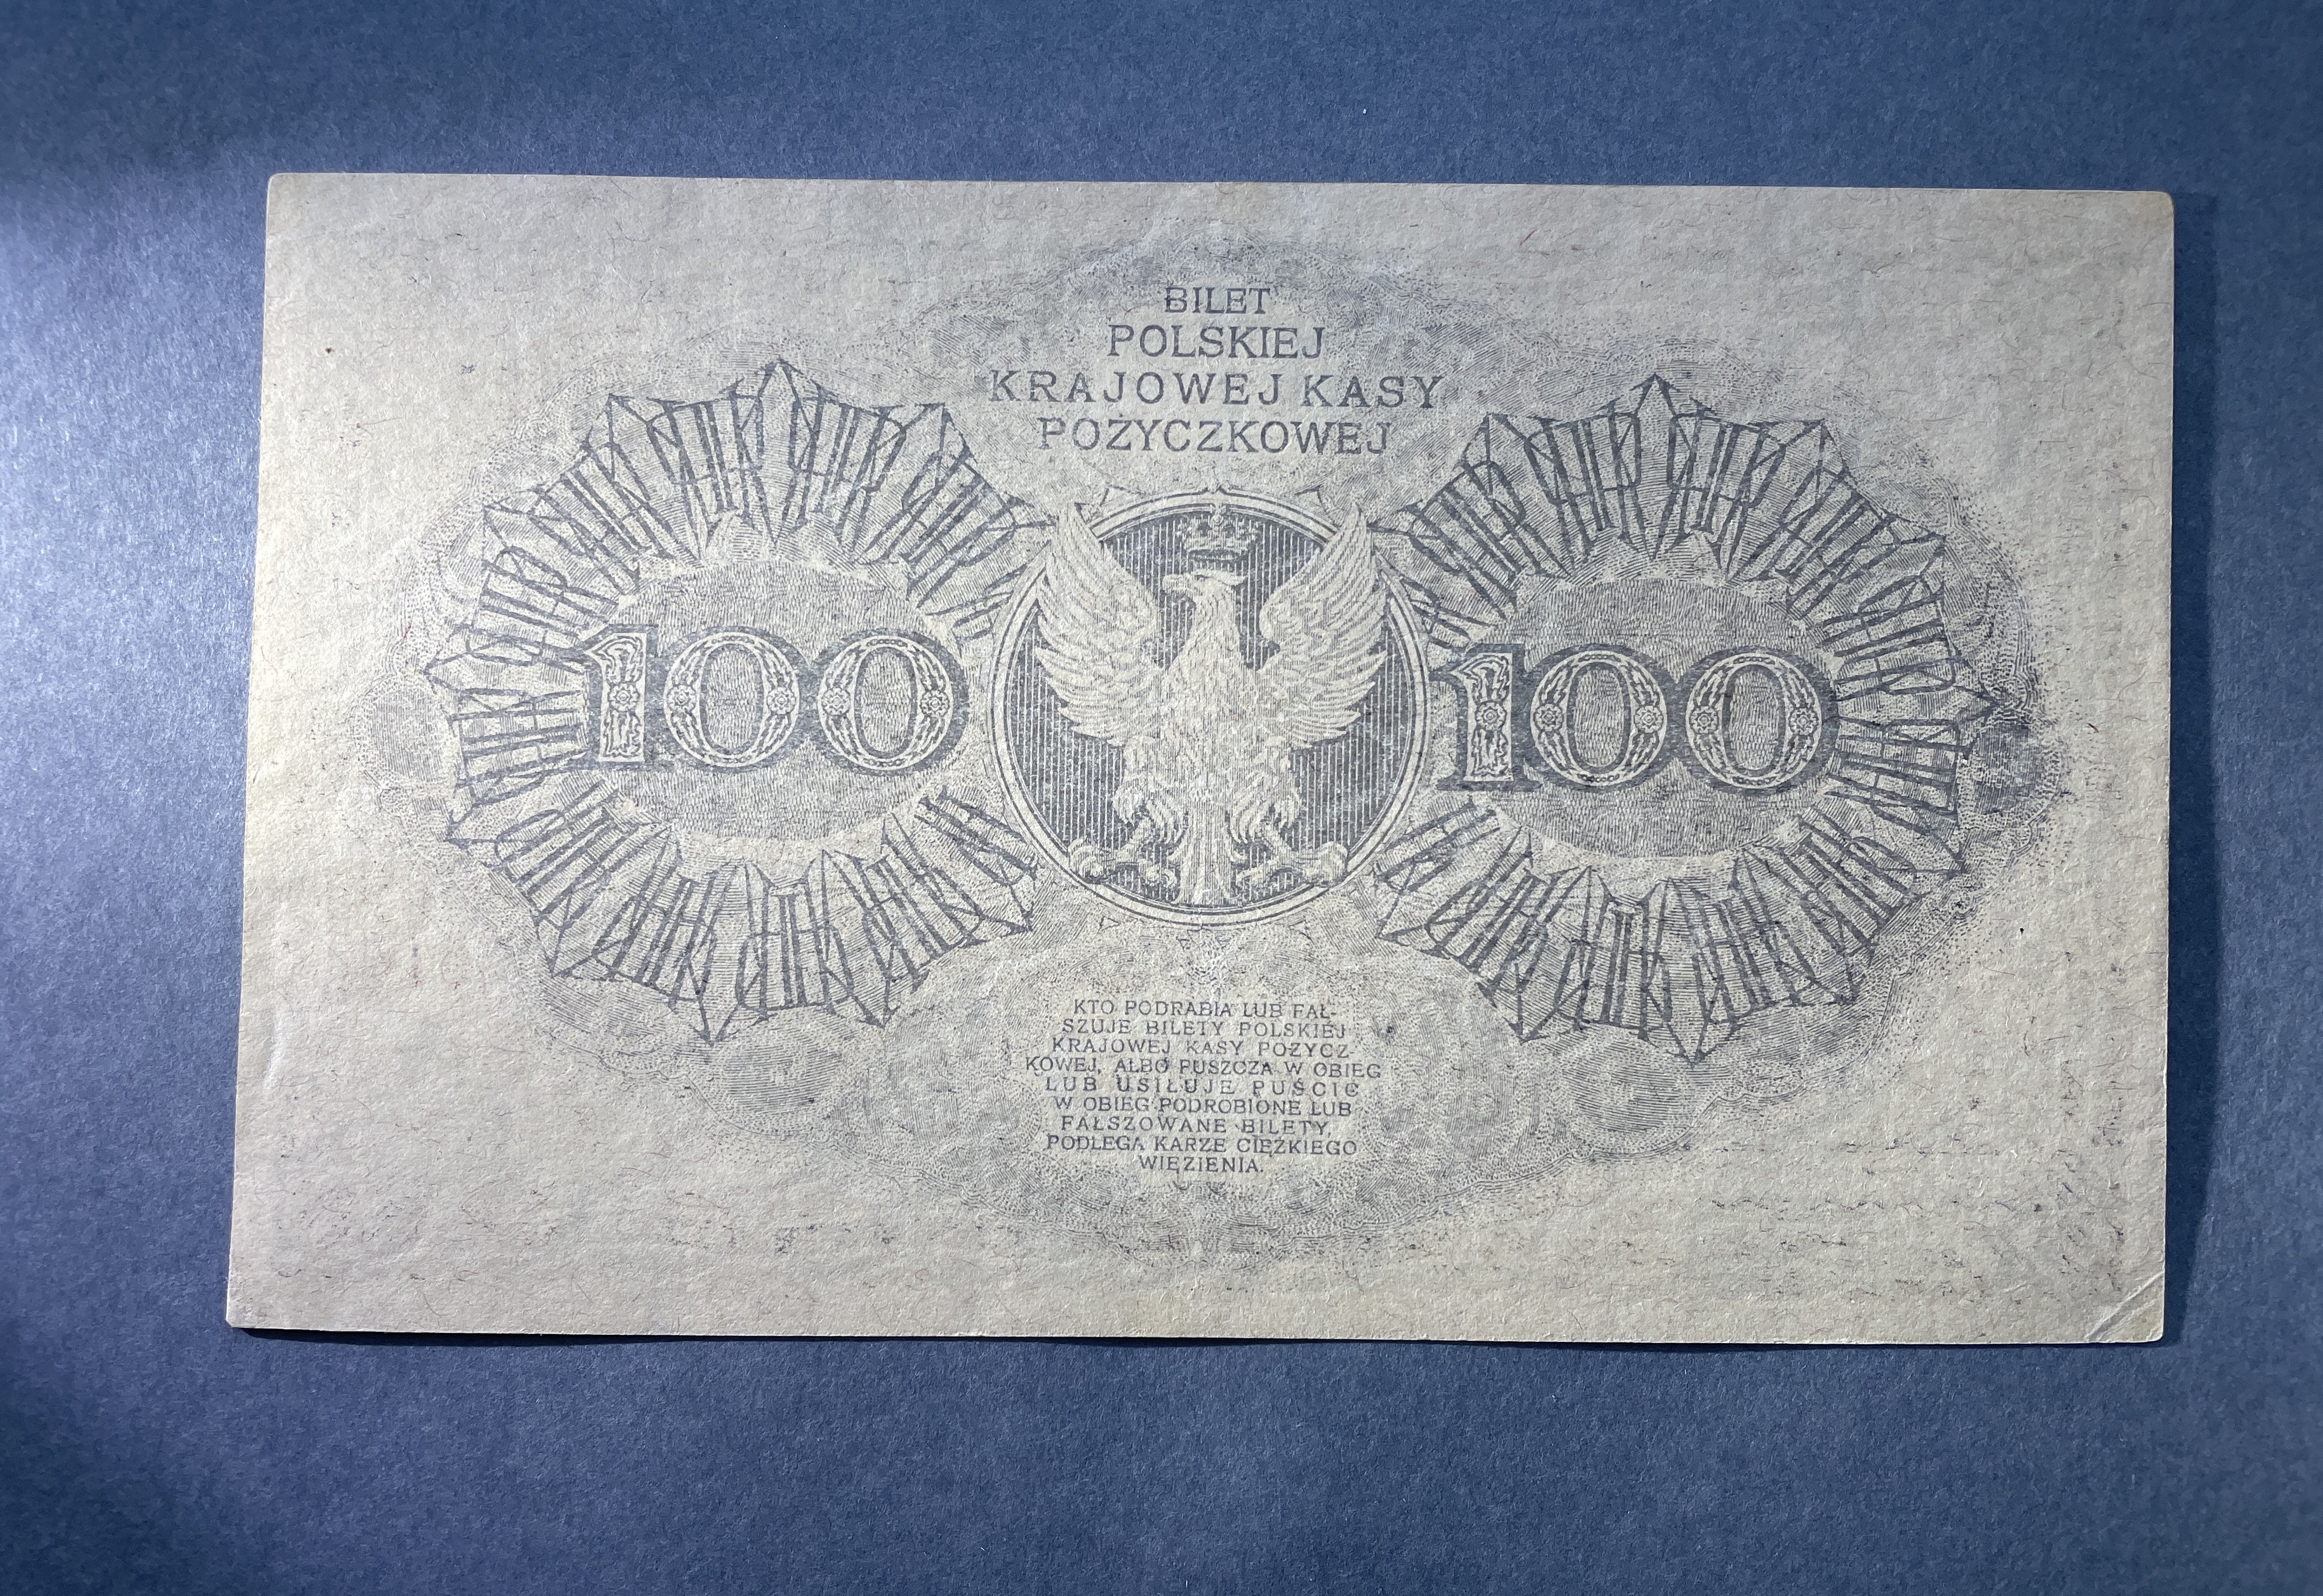 BILET
POLSKIEJ
KRAJOWEJ KASY
POŻYCZKOWEJ
100 100
KTO PODRABIA LUB FAŁ-
SZUJE BILETY POLSKIEJ
KRAJOWEJ KASY POŻYCZ-
KOWEJ, ALBO PUSZCZA W OBIEG
LUB USIŁUJE PUŚCIĆ
W OBIEG PODROBIONE LUB
FAŁSZOWANE BILETY,
PODLEGA KARZE CIĘŻKIEGO
WIĘZIENIA.